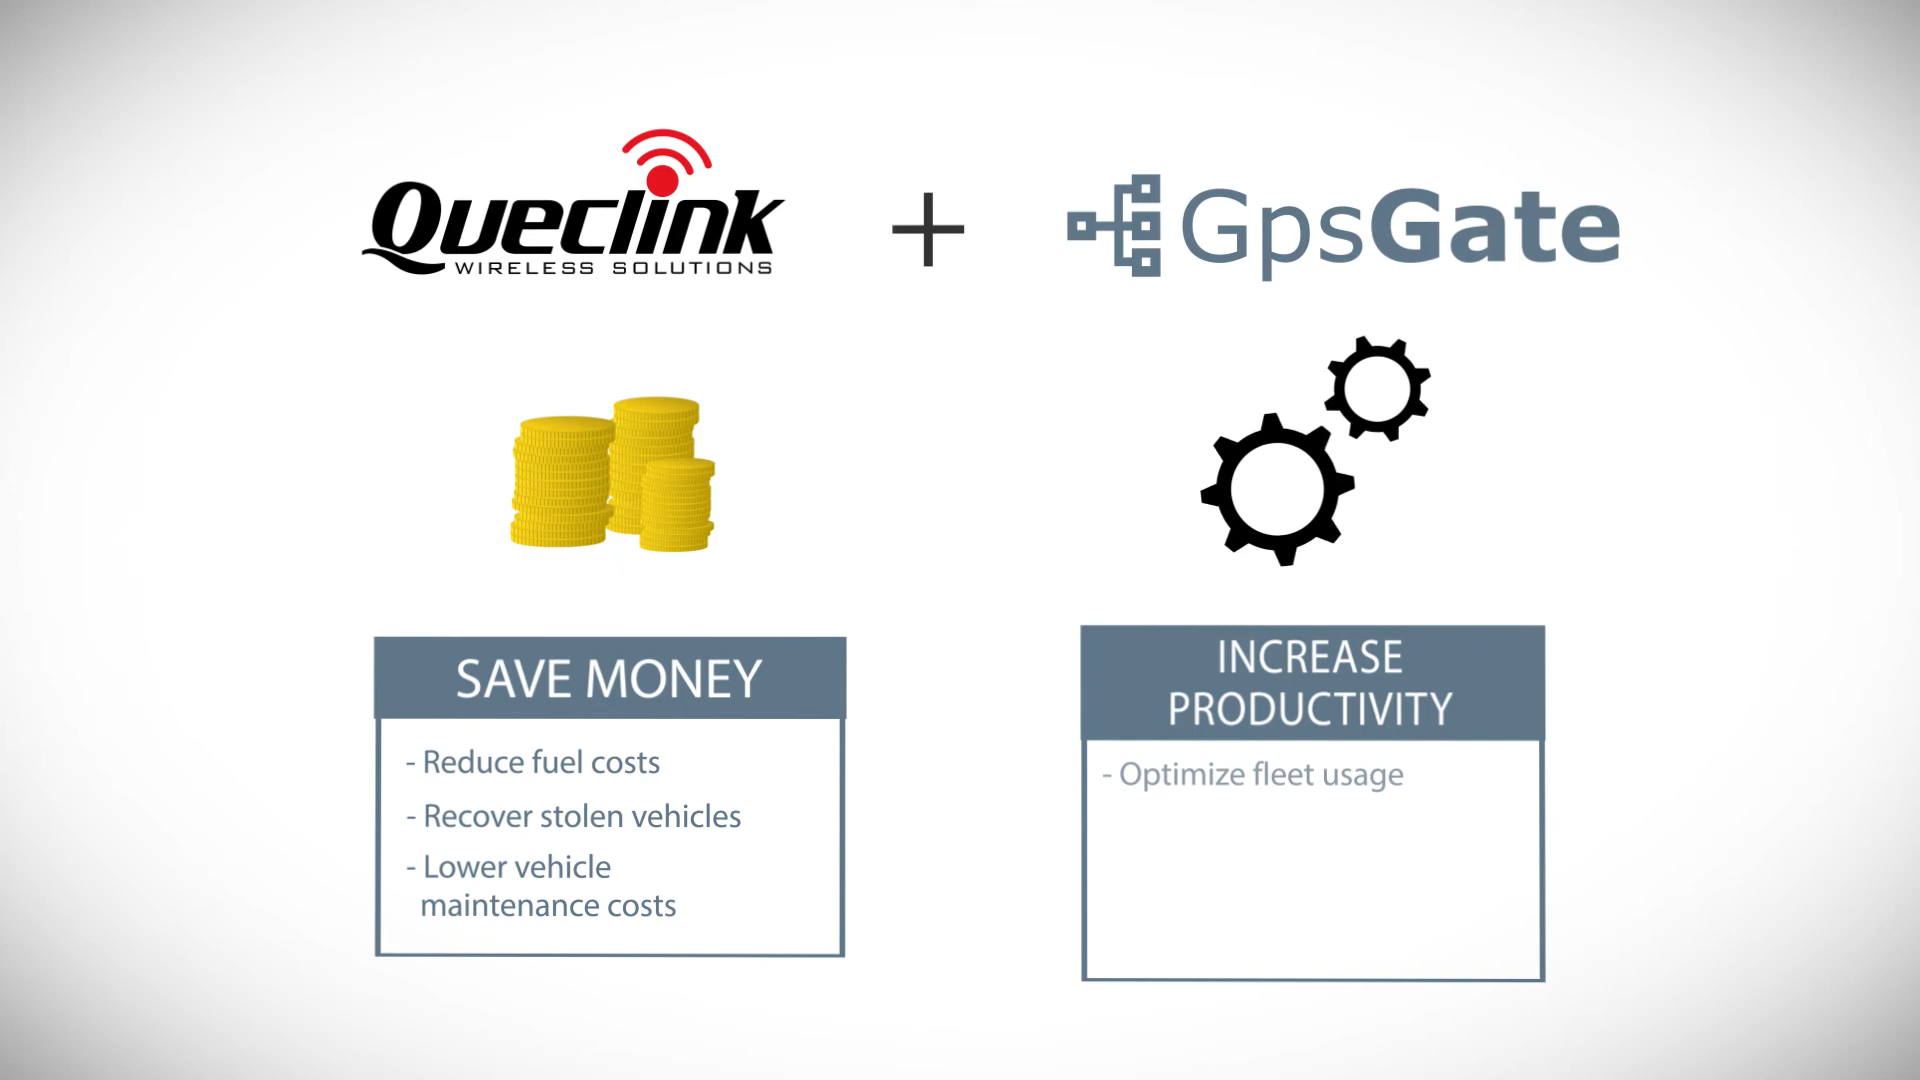 Queclink
WIRELESS SOLUTIONS
+
GpsGate
SAVE MONEY
- Reduce fuel costs
- Recover stolen vehicles
- Lower vehicle
maintenance costs
INCREASE
PRODUCTIVITY
- Optimize fleet usage